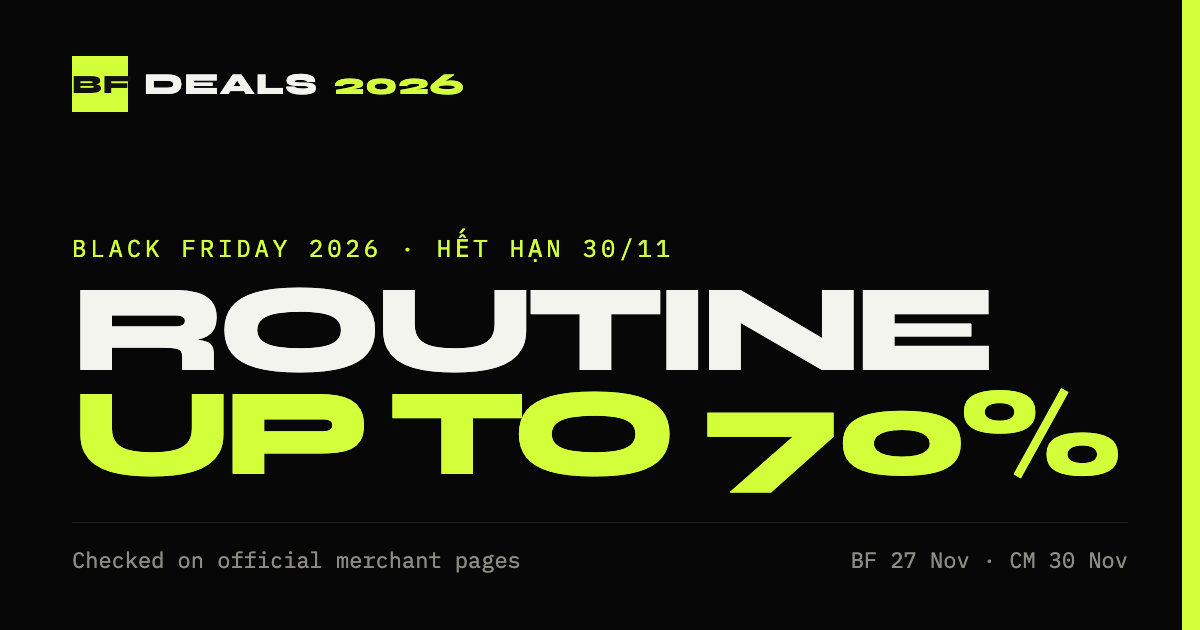 BF DEALS 2026
BLACK FRIDAY 2026 · HẾT HẠN 30/11
ROUTINE
UP TO 70%
Checked on official merchant pages
BF 27 Nov · CM 30 Nov